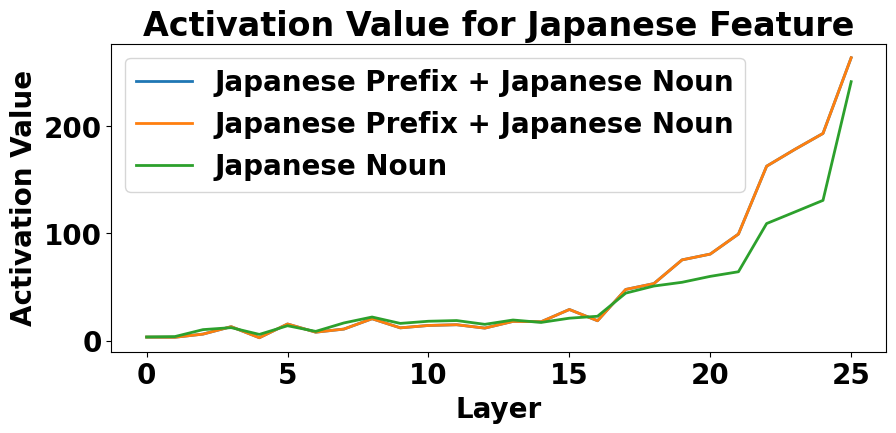 Activation Value for Japanese Feature
Japanese Prefix + Japanese Noun
Japanese Prefix + Japanese Noun
Japanese Noun
Activation Value
200
100
0
0 5 10 15 20 25
Layer